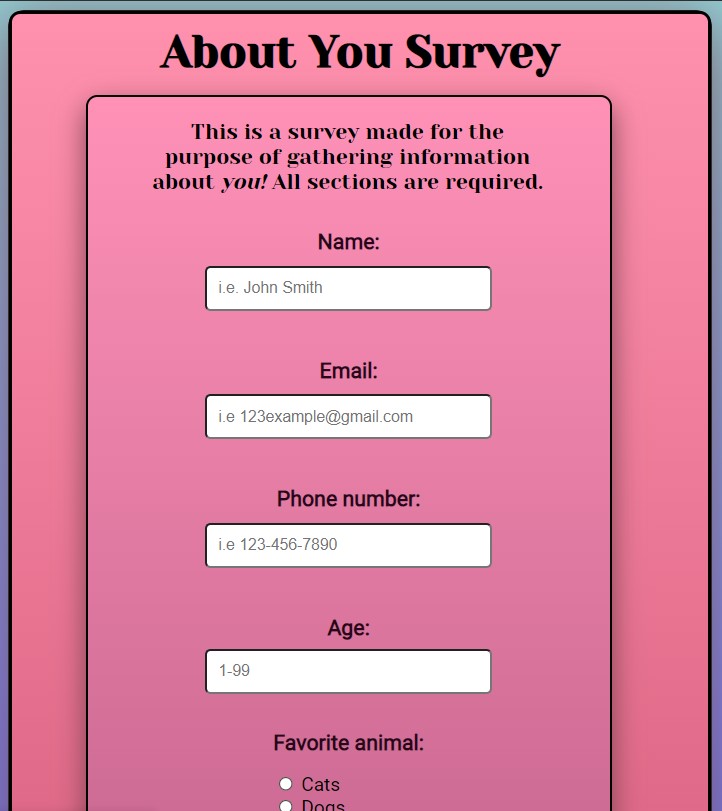 About You Survey
This is a survey made for the
purpose of gathering information
about you! All sections are required.
Name:
i.e. John Smith
Email:
i.e 123example@gmail.com
Phone number:
i.e 123-456-7890
Age:
1-99
Favorite animal:
Cats
Dogs